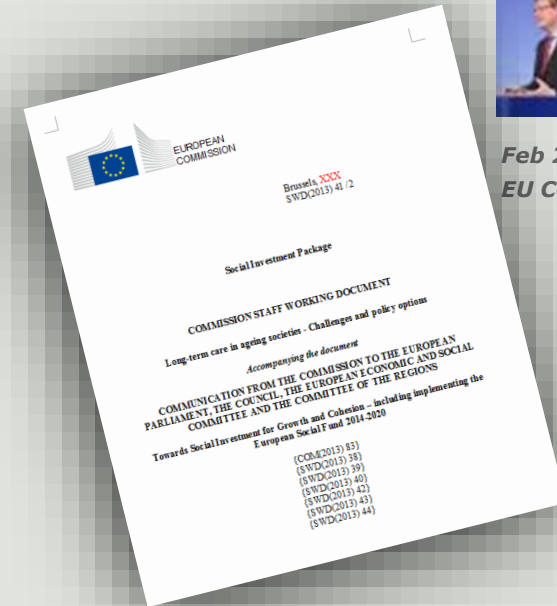 EUROPEAN
COMMISSION
Brussels, XXX
SWD(2013) 41 /2
Social Investment Package
COMMISSION STAFF WORKING DOCUMENT
Long-term care in ageing societies - Challenges and policy options
Accompanying the document
COMMUNICATION FROM THE COMMISSION TO THE EUROPEAN
PARLIAMENT, THE COUNCIL, THE EUROPEAN ECONOMIC AND SOCIAL
COMMITTEE AND THE COMMITTEE OF THE REGIONS
Towards Social Investment for Growth and Cohesion – including implementing the
European Social Fund 2014-2020
{COM(2013) 83}
{SWD(2013) 38}
{SWD(2013) 39}
{SWD(2013) 40}
{SWD(2013) 42}
{SWD(2013) 43}
{SWD(2013) 44}
Feb 2
EU C